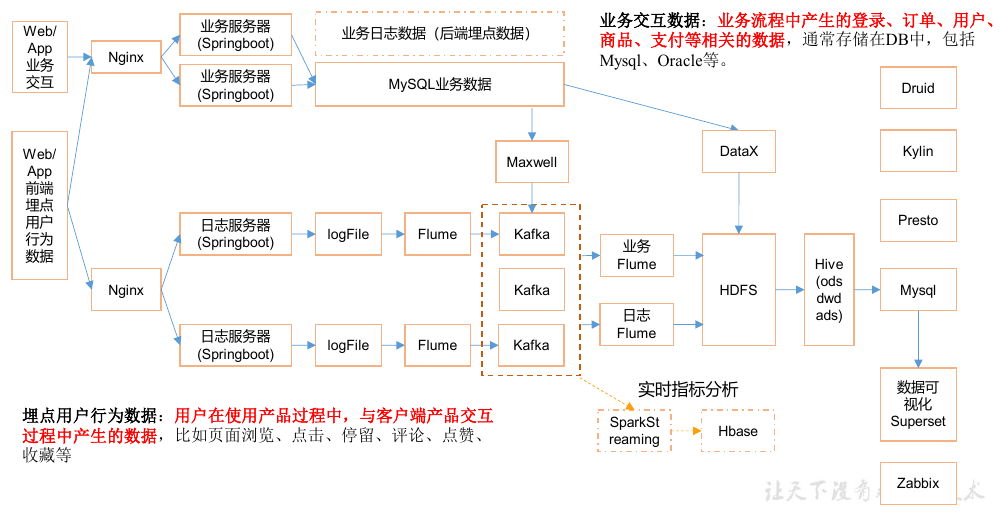 Web/
App
业务
交互
Nginx
业务服务器
(Springboot)
业务服务器
(Springboot)
业务日志数据（后端埋点数据）
MySQL业务数据
业务交互数据：业务流程中产生的登录、订单、用户、
商品、支付等相关的数据，通常存储在DB中，包括
Mysql、Oracle等。
Web/
App
前端
埋点
用户
行为
数据
Nginx
日志服务器
(Springboot)
logFile
Flume
日志服务器
(Springboot)
logFile
Flume
Maxwell
Kafka
Kafka
Kafka
业务
Flume
日志
Flume
DataX
HDFS
Hive
(ods
dwd
ads)
Druid
Kylin
Presto
Mysql
数据可
视化
Superset
Zabbix
实时指标分析
SparkSt
reaming
Hbase
埋点用户行为数据：用户在使用产品过程中，与客户端产品交互
过程中产生的数据，比如页面浏览、点击、停留、评论、点赞、
收藏等
让天下没有
术